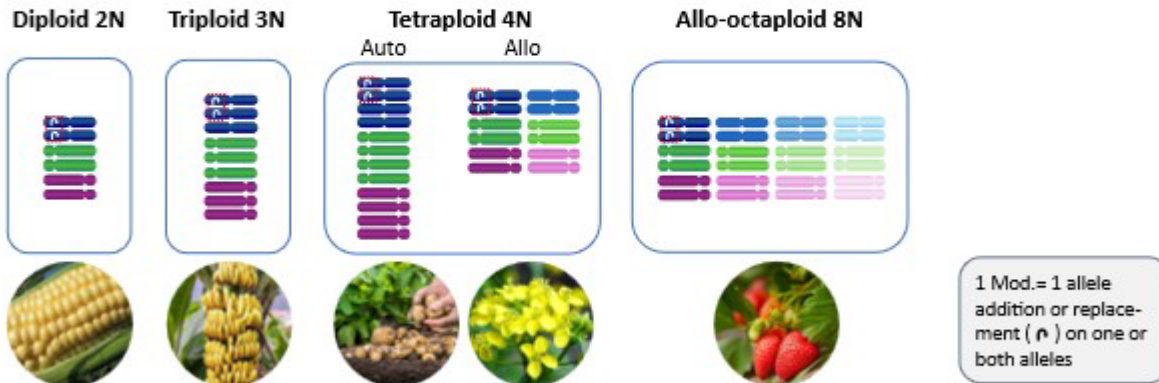 Diploid 2N
Triploid 3N
Tetraploid 4N
Allo-octaploid 8N
Auto
Allo
1 Mod.= 1 allele
addition or replace-
ment ( ) on one or
both alleles